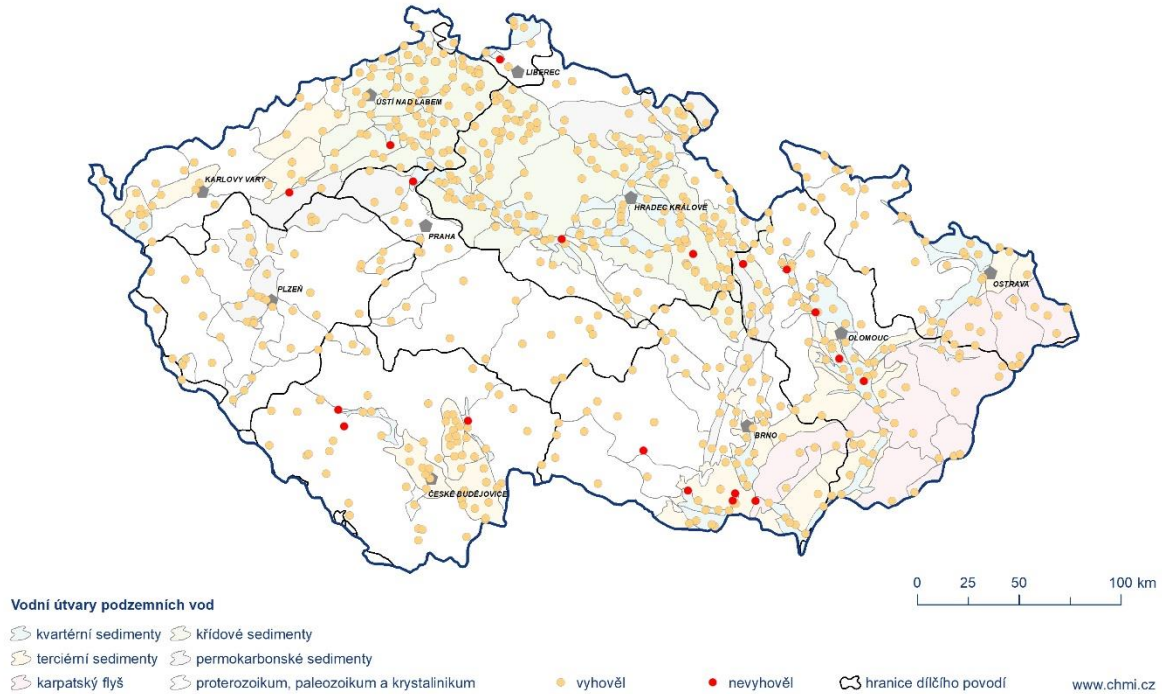 LIBEREC
ÚSTÍ NAD LABEM
KARLOVY VARY
HRADEC KRÁLOVÉ
PRAHA
PLZEŇ
OSTRAVA
OLOMOUC
BRNO
ČESKÉ BUDĚJOVICE
0 25 50 100 km
Vodní útvary podzemních vod
kvartérní sedimenty křídové sedimenty
terciérní sedimenty permokarbonské sedimenty
karpatský flyš proterozoikum, paleozoikum a krystalinikum vyhověl nevyhověl hranice dílčího povodí www.chmi.cz